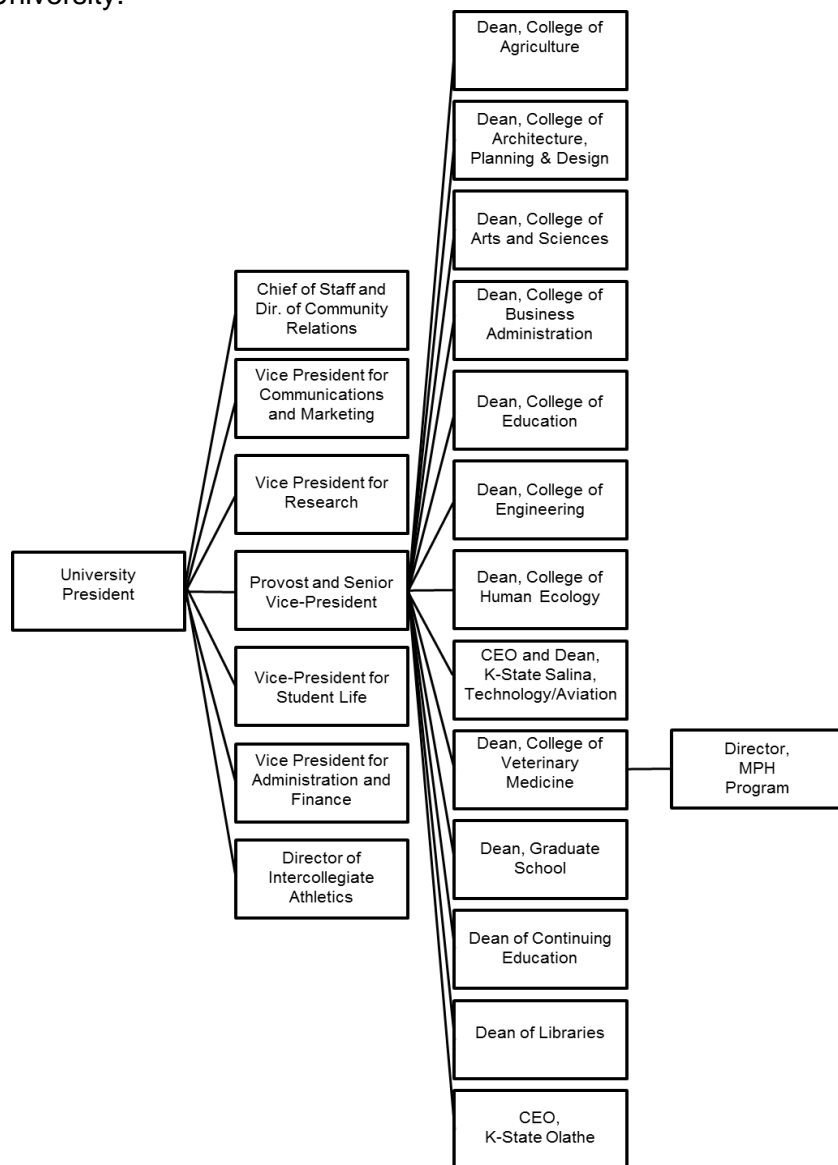 University.
Dean, College of
Agriculture
Dean, College of
Architecture,
Planning & Design
Dean, College of
Arts and Sciences
Chief of Staff and
Dir. of Community
Relations
Dean, College of
Business
Administration
Vice President for
Communications
and Marketing
Dean, College of
Education
Vice President for
Research
Dean, College of
Engineering
University
President
Provost and Senior
Vice-President
Dean, College of
Human Ecology
Vice-President for
Student Life
CEO and Dean,
K-State Salina,
Technology/Aviation
Vice President for
Administration and
Finance
Dean, College of
Veterinary
Medicine
Director,
MPH
Program
Director of
Intercollegiate
Athletics
Dean, Graduate
School
Dean of Continuing
Education
Dean of Libraries
CEO,
K-State Olathe